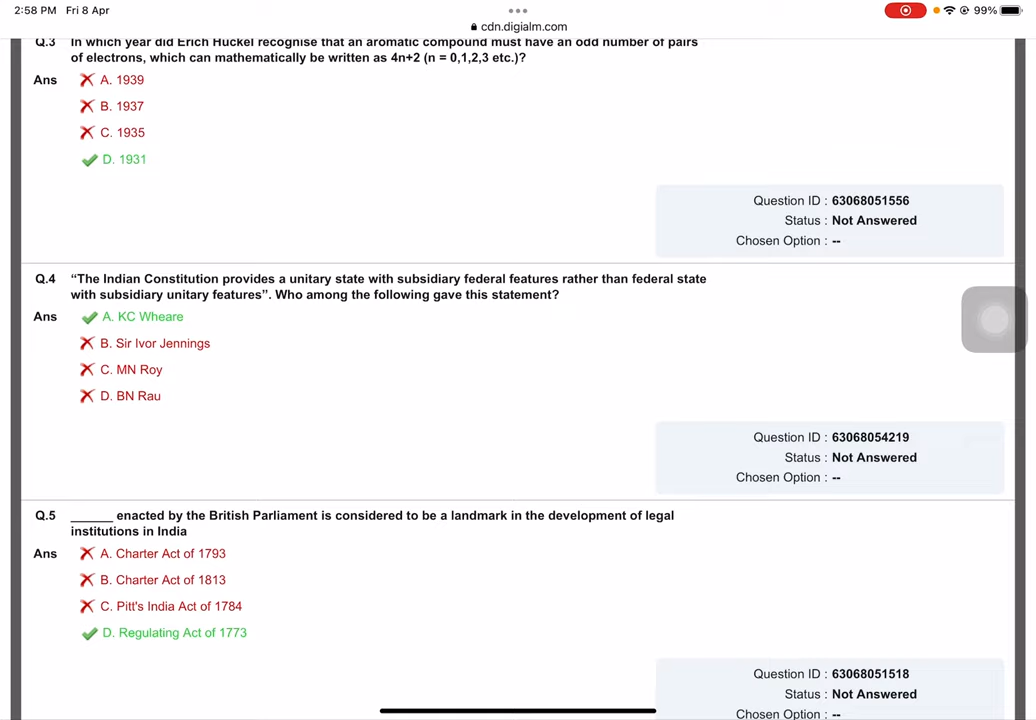 2:58 PM Fri 8 Apr
99%
cdn.digialm.com
Q.3 In which year did Erich Huckel recognise that an aromatic compound must have an odd number of pairs
of electrons, which can mathematically be written as 4n+2 (n = 0,1,2,3 etc.)?
Ans A. 1939
B. 1937
C. 1935
D. 1931
Question ID : 63068051556
Status : Not Answered
Chosen Option : --
Q.4 “The Indian Constitution provides a unitary state with subsidiary federal features rather than federal state
with subsidiary unitary features”. Who among the following gave this statement?
Ans A. KC Wheare
B. Sir Ivor Jennings
C. MN Roy
D. BN Rau
Question ID : 63068054219
Status : Not Answered
Chosen Option : --
Q.5 ______ enacted by the British Parliament is considered to be a landmark in the development of legal
institutions in India
Ans A. Charter Act of 1793
B. Charter Act of 1813
C. Pitt's India Act of 1784
D. Regulating Act of 1773
Question ID : 63068051518
Status : Not Answered
Chosen Option : --